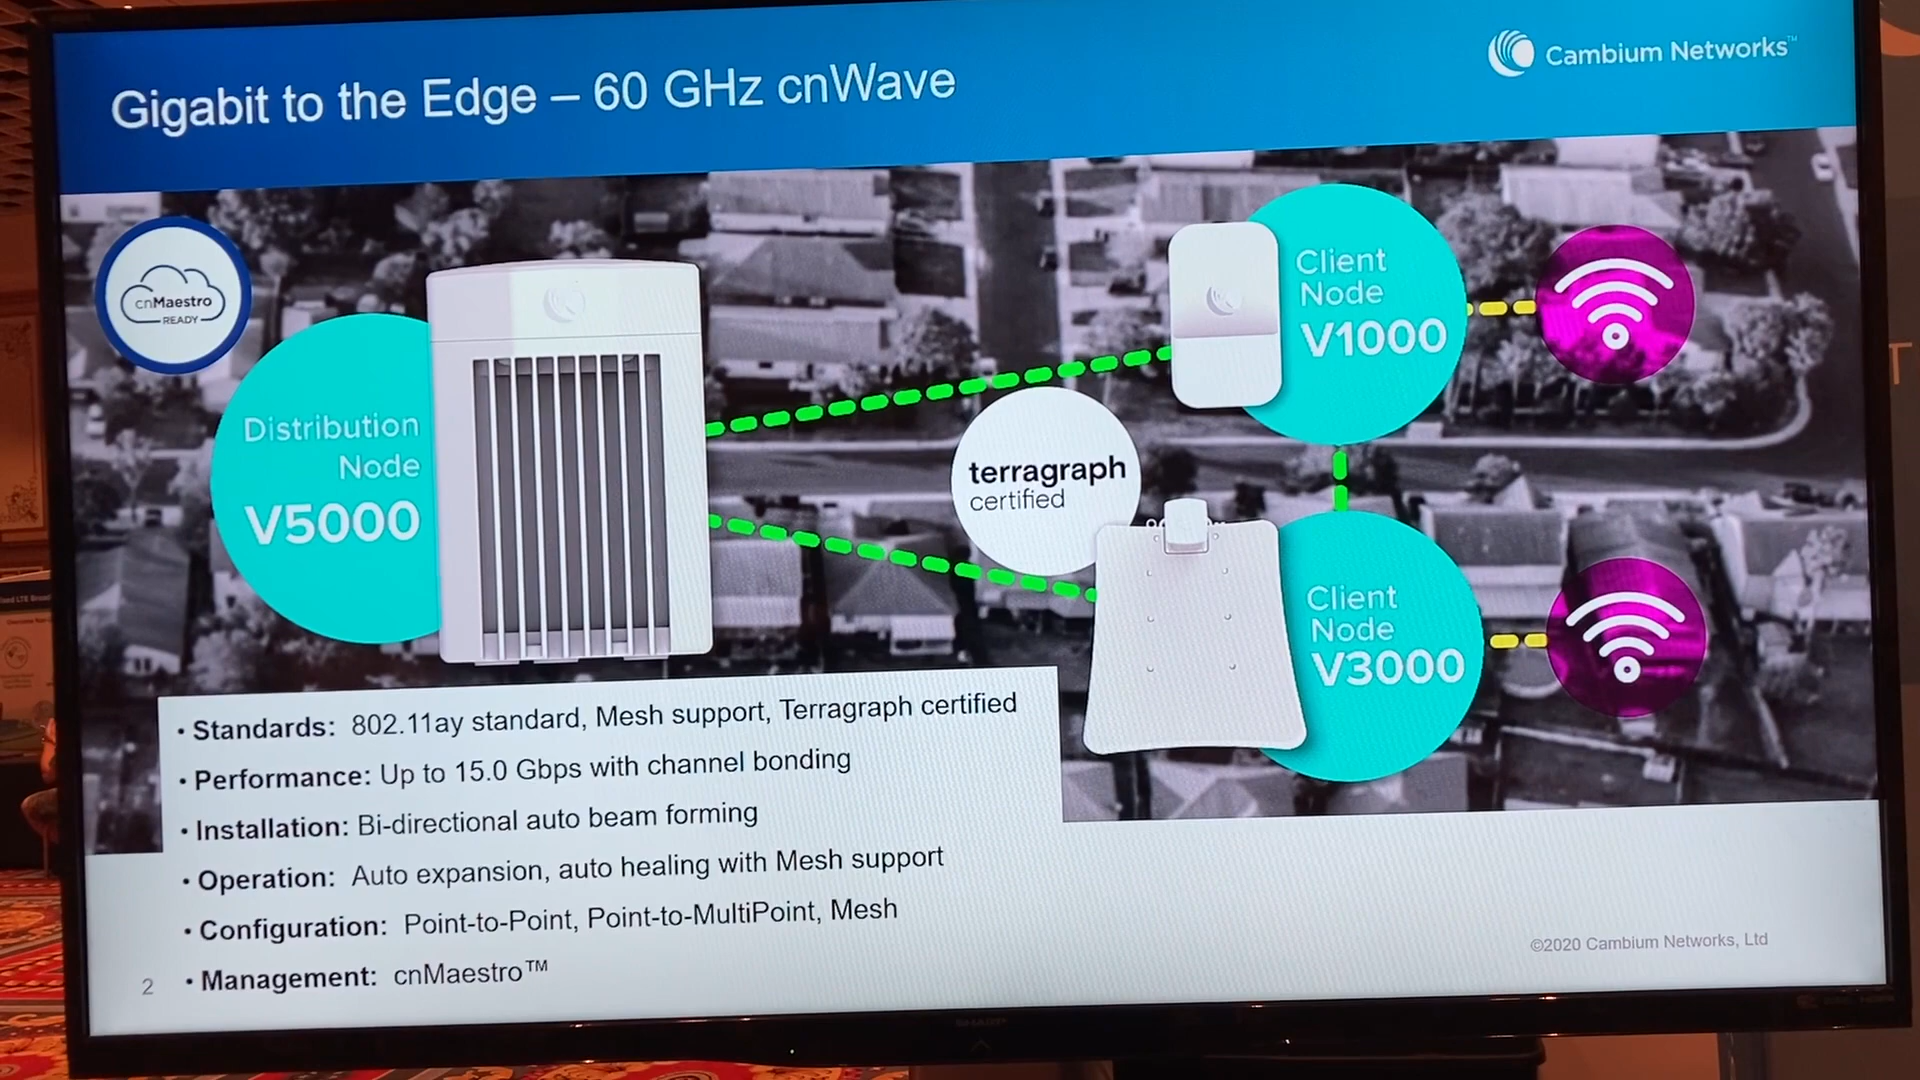 Gigabit to the Edge – 60 GHz cnWave
Cambium Networks™
cnMaestro
READY
Distribution
Node
V5000
Client
Node
V1000
terragraph
certified
Client
Node
V3000
• Standards: 802.11ay standard, Mesh support, Terragraph certified
• Performance: Up to 15.0 Gbps with channel bonding
• Installation: Bi-directional auto beam forming
• Operation: Auto expansion, auto healing with Mesh support
• Configuration: Point-to-Point, Point-to-MultiPoint, Mesh
• Management: cnMaestro™
2
©2020 Cambium Networks, Ltd
SHARP
T